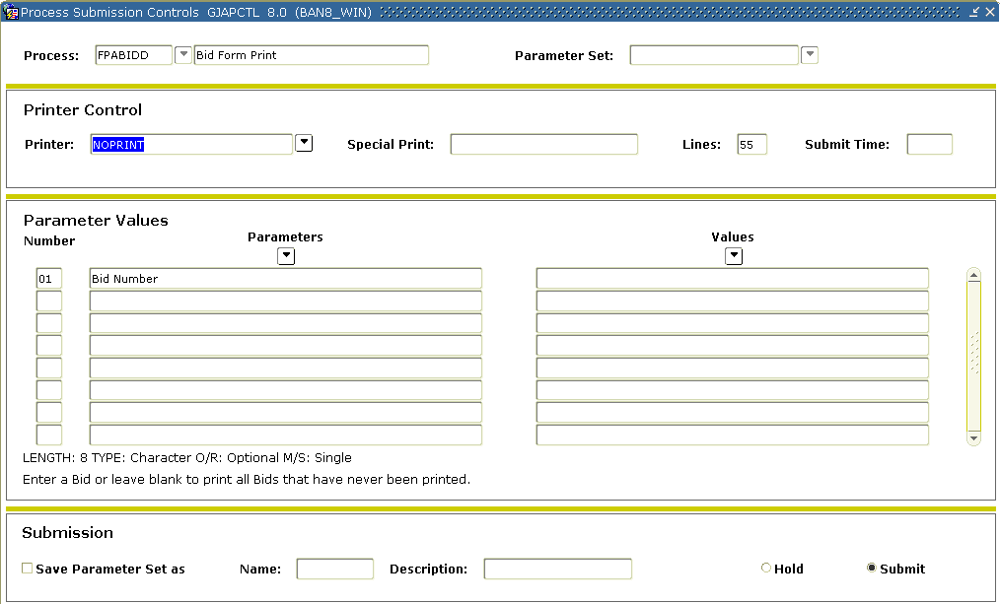 Process Submission Controls GJAPCTL 8.0 (BAN8_WIN)
Process: FPABIDD Bid Form Print Parameter Set:
Printer Control
Printer: NOPRINT Special Print: Lines: 55 Submit Time:
Parameter Values
Number Parameters Values
01 Bid Number
LENGTH: 8 TYPE: Character O/R: Optional M/S: Single
Enter a Bid or leave blank to print all Bids that have never been printed.
Submission
Save Parameter Set as Name: Description: Hold Submit